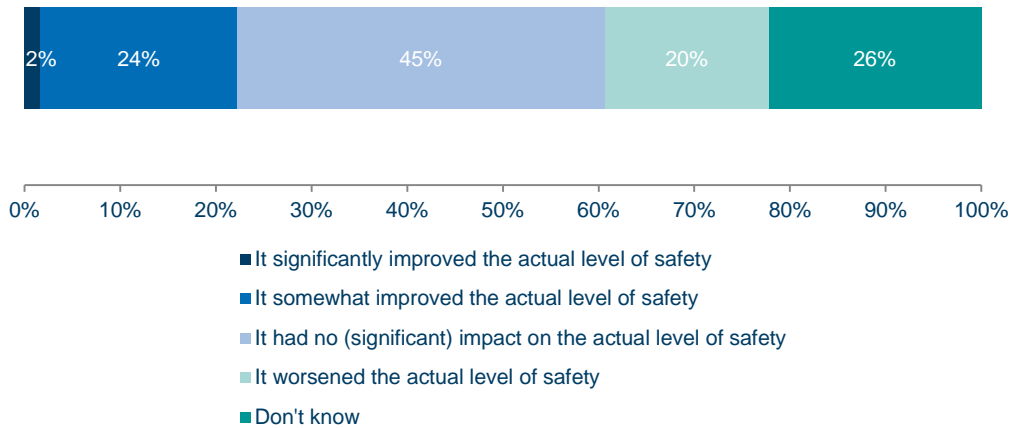 2% 24% 45% 20% 26%
0% 10% 20% 30% 40% 50% 60% 70% 80% 90% 100%
It significantly improved the actual level of safety
It somewhat improved the actual level of safety
It had no (significant) impact on the actual level of safety
It worsened the actual level of safety
Don't know